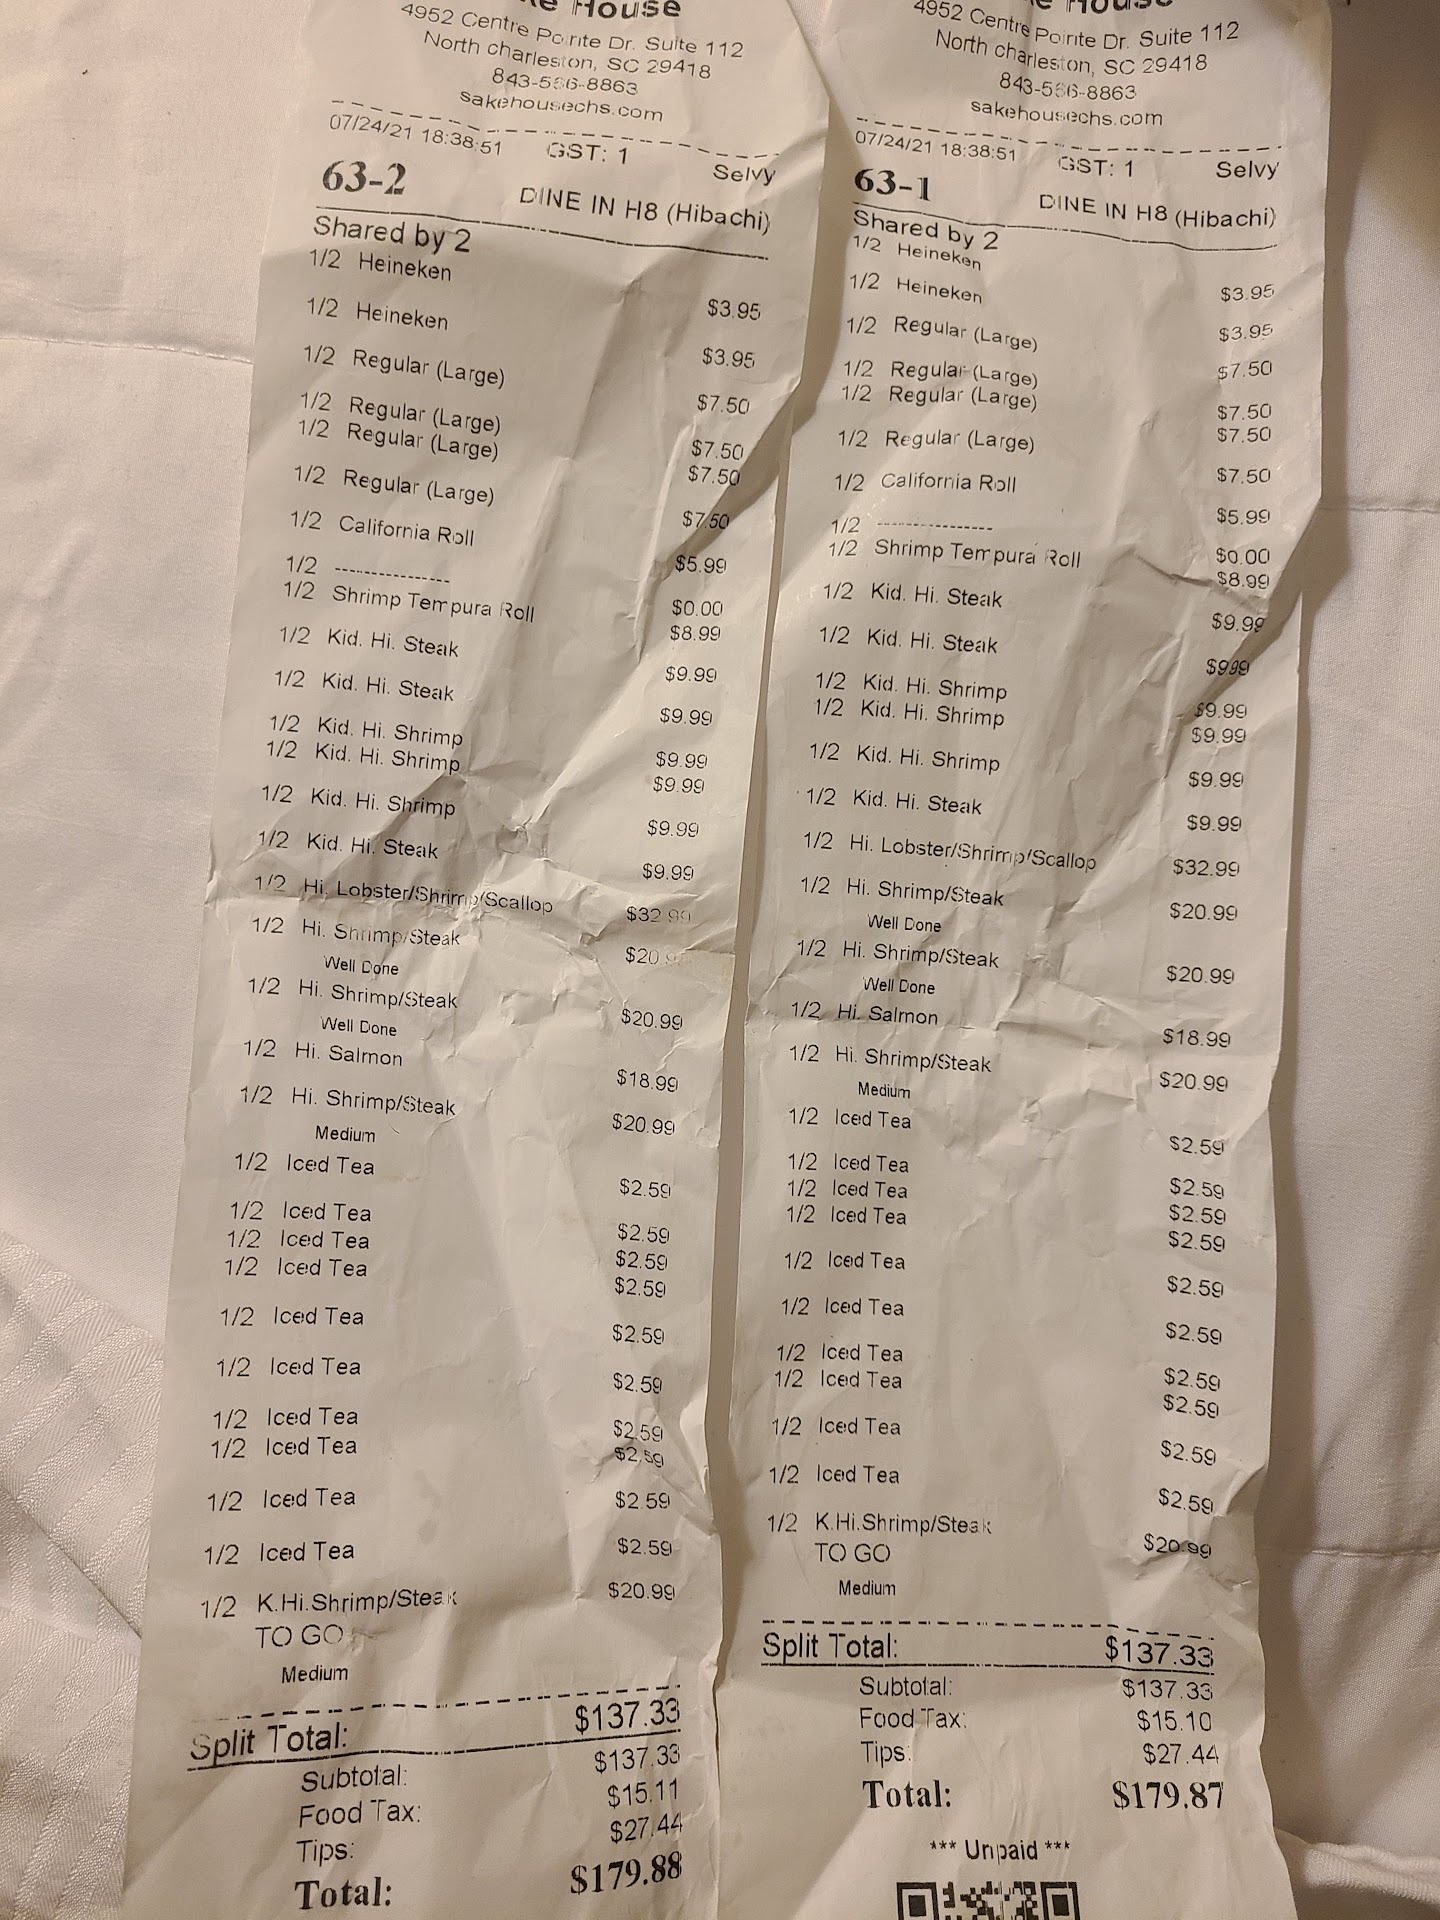 House
4952 Centre Pointe Dr. Suite 112
North charleston, SC 29418
843-566-8863
sakehousechs.com
07/24/21 18:38:51 GST: 1 Selvy
63-2 DINE IN H8 (Hibachi)
Shared by 2
1/2 Heineken $3.95
1/2 Heineken $3.95
1/2 Regular (Large) $7.50
1/2 Regular (Large) $7.50
1/2 Regular (Large) $7.50
1/2 Regular (Large) $7.50
1/2 California Roll $5.99
1/2 ----------------- $0.00
1/2 Shrimp Tempura Roll $8.99
1/2 Kid. Hi. Steak $9.99
1/2 Kid. Hi. Steak $9.99
1/2 Kid. Hi. Shrimp $9.99
1/2 Kid. Hi. Shrimp $9.99
1/2 Kid. Hi. Shrimp $9.99
1/2 Kid. Hi. Steak $9.99
1/2 Hi. Lobster/Shrimp/Scallop $32.99
1/2 Hi. Shrimp/Steak
Well Done
1/2 Hi. Shrimp/Steak $20.99
Well Done
1/2 Hi. Salmon $18.99
1/2 Hi. Shrimp/Steak $20.99
Medium
1/2 Iced Tea $2.59
1/2 Iced Tea $2.59
1/2 Iced Tea $2.59
1/2 Iced Tea $2.59
1/2 Iced Tea $2.59
1/2 Iced Tea $2.59
1/2 Iced Tea $2.59
1/2 Iced Tea $2.59
1/2 Iced Tea $2.59
1/2 Iced Tea $2.59
1/2 K.Hi.Shrimp/Steak $20.99
TO GO
Medium
Split Total: $137.33
Subtotal: $137.33
Food Tax: $15.11
Tips: $27.44
Total: $179.88
House
4952 Centre Pointe Dr. Suite 112
North charleston, SC 29418
843-566-8863
sakehousechs.com
07/24/21 18:38:51 GST: 1 Selvy
63-1 DINE IN H8 (Hibachi)
Shared by 2
1/2 Heineken $3.95
1/2 Heineken $3.95
1/2 Regular (Large) $7.50
1/2 Regular (Large) $7.50
1/2 Regular (Large) $7.50
1/2 Regular (Large) $7.50
1/2 California Roll $5.99
1/2 ----------------- $0.00
1/2 Shrimp Tempura Roll $8.99
1/2 Kid. Hi. Steak $9.99
1/2 Kid. Hi. Steak $9.99
1/2 Kid. Hi. Shrimp $9.99
1/2 Kid. Hi. Shrimp $9.99
1/2 Kid. Hi. Shrimp $9.99
1/2 Kid. Hi. Steak $9.99
1/2 Hi. Lobster/Shrimp/Scallop $32.99
1/2 Hi. Shrimp/Steak $20.99
Well Done
1/2 Hi. Shrimp/Steak $20.99
Well Done
1/2 Hi. Salmon $18.99
1/2 Hi. Shrimp/Steak $20.99
Medium
1/2 Iced Tea $2.59
1/2 Iced Tea $2.59
1/2 Iced Tea $2.59
1/2 Iced Tea $2.59
1/2 Iced Tea $2.59
1/2 Iced Tea $2.59
1/2 Iced Tea $2.59
1/2 Iced Tea $2.59
1/2 Iced Tea $2.59
1/2 Iced Tea $2.59
1/2 K.Hi.Shrimp/Steak $20.99
TO GO
Medium
Split Total: $137.33
Subtotal: $137.33
Food Tax: $15.10
Tips: $27.44
Total: $179.87
*** Unpaid ***